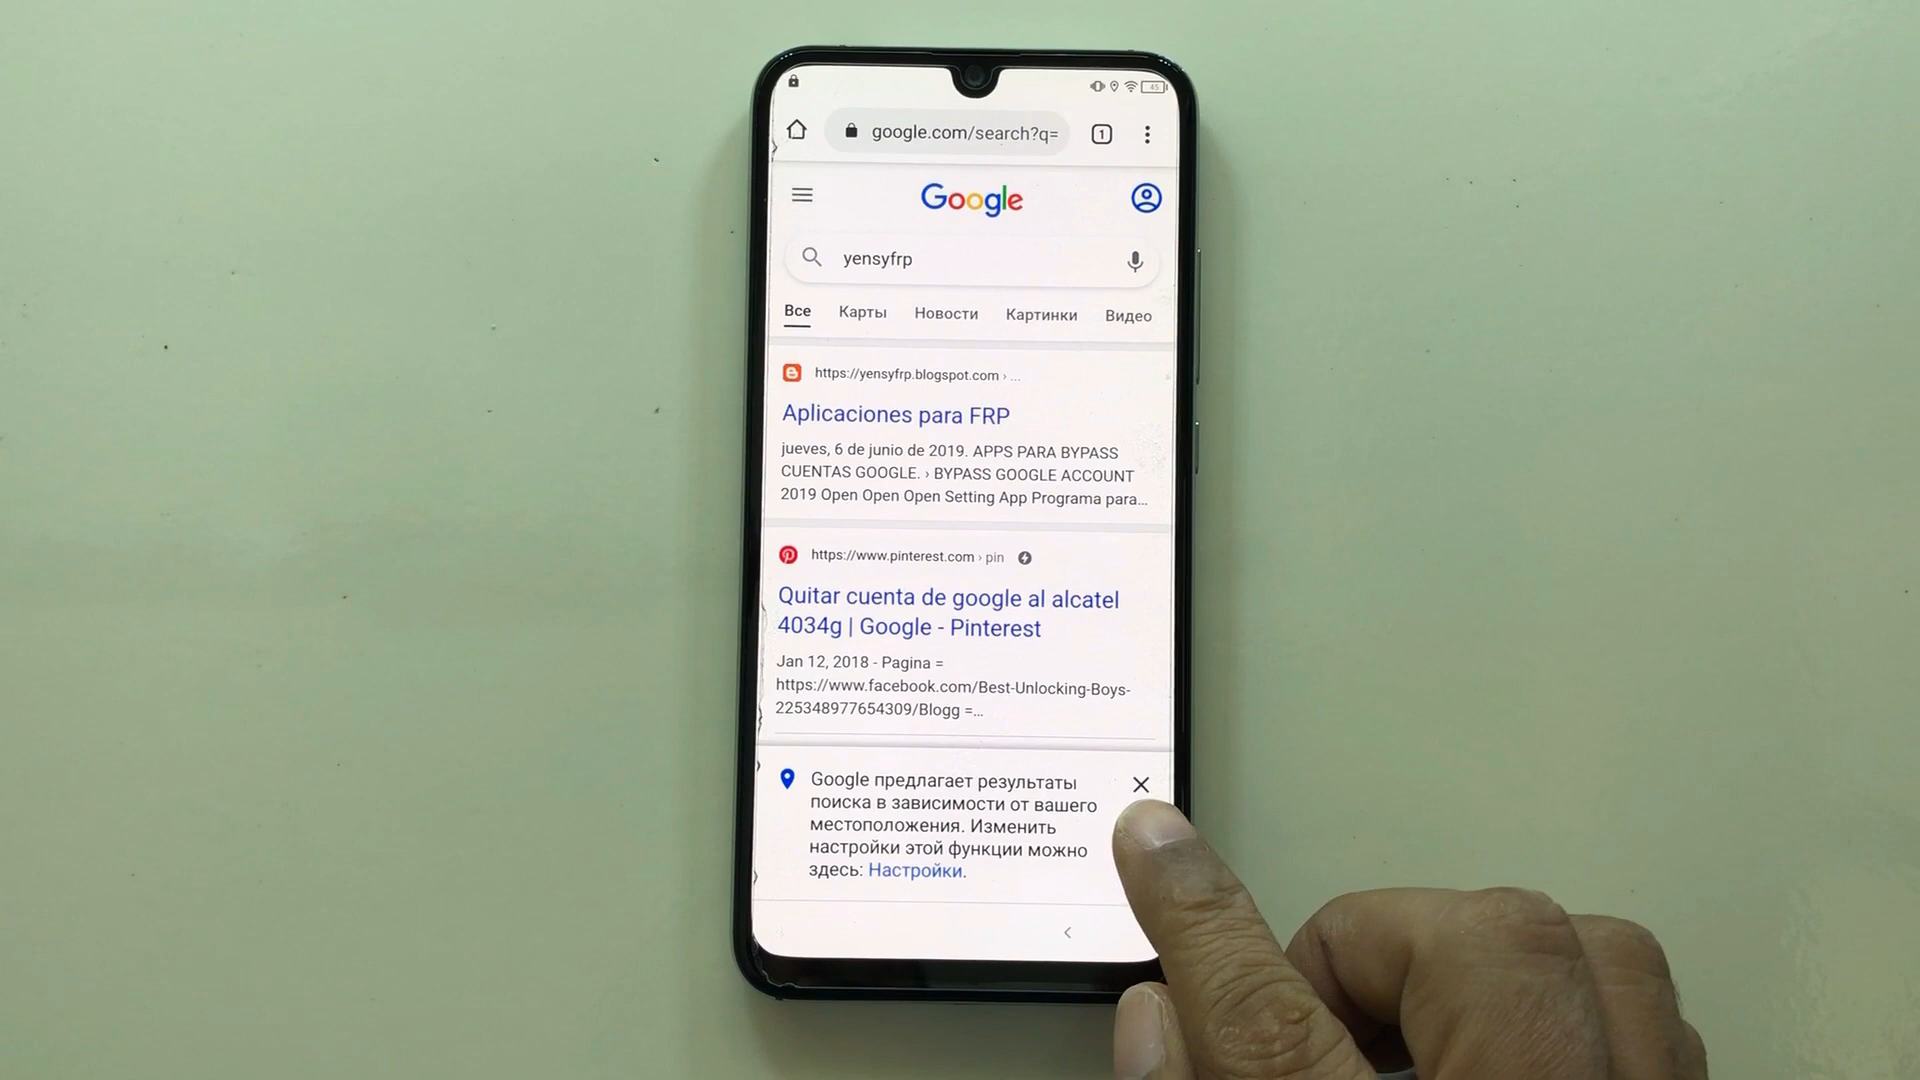 45
google.com/search?q=
1
Google
yensyfrp
Все Карты Новости Картинки Видео
https://yensyfrp.blogspot.com › ...
Aplicaciones para FRP
jueves, 6 de junio de 2019. APPS PARA BYPASS
CUENTAS GOOGLE. › BYPASS GOOGLE ACCOUNT
2019 Open Open Open Setting App Programa para...
https://www.pinterest.com › pin
Quitar cuenta de google al alcatel
4034g | Google - Pinterest
Jan 12, 2018 - Pagina =
https://www.facebook.com/Best-Unlocking-Boys-
225348977654309/Blogg =...
Google предлагает результаты
поиска в зависимости от вашего
местоположения. Изменить
настройки этой функции можно
здесь: Настройки.